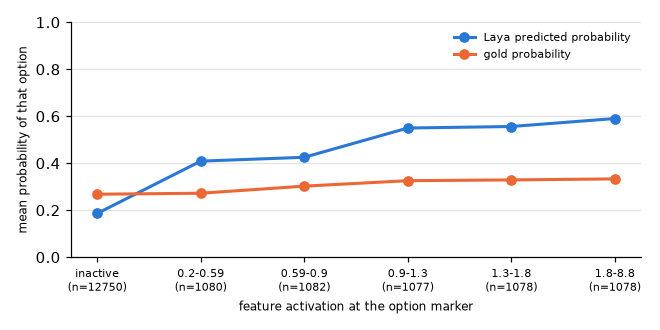 1.0
0.8
0.6
0.4
0.2
0.0
mean probability of that option
Laya predicted probability
gold probability
inactive
(n=12750)
0.2-0.59
(n=1080)
0.59-0.9
(n=1082)
0.9-1.3
(n=1077)
1.3-1.8
(n=1078)
1.8-8.8
(n=1078)
feature activation at the option marker